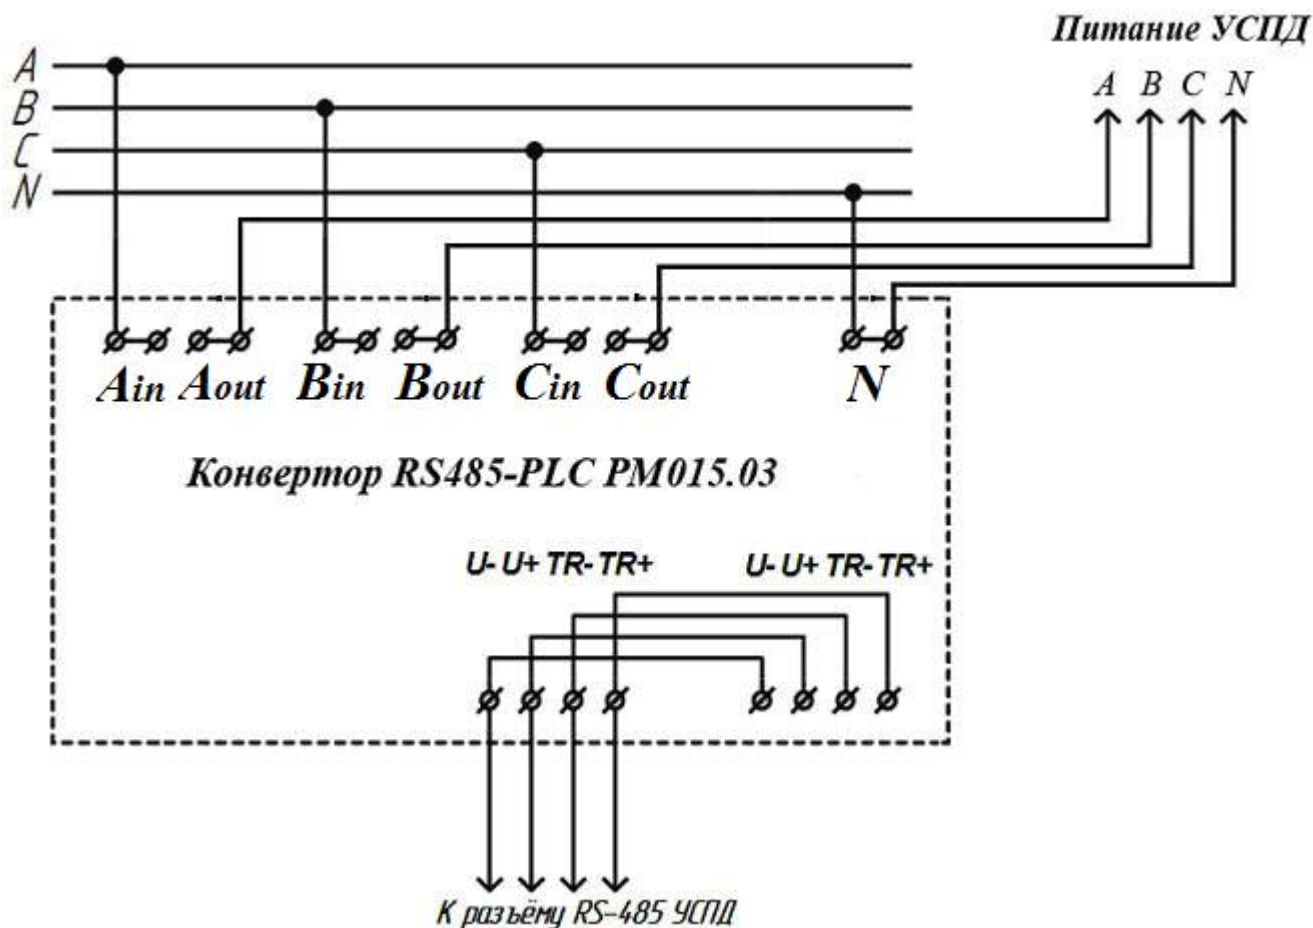 Питание УСПД
A B C N
A
B
C
N
Ain Aout Bin Bout Cin Cout N
Конвертор RS485-PLC РМ015.03
U- U+ TR- TR+ U- U+ TR- TR+
К разъёму RS-485 УСПД